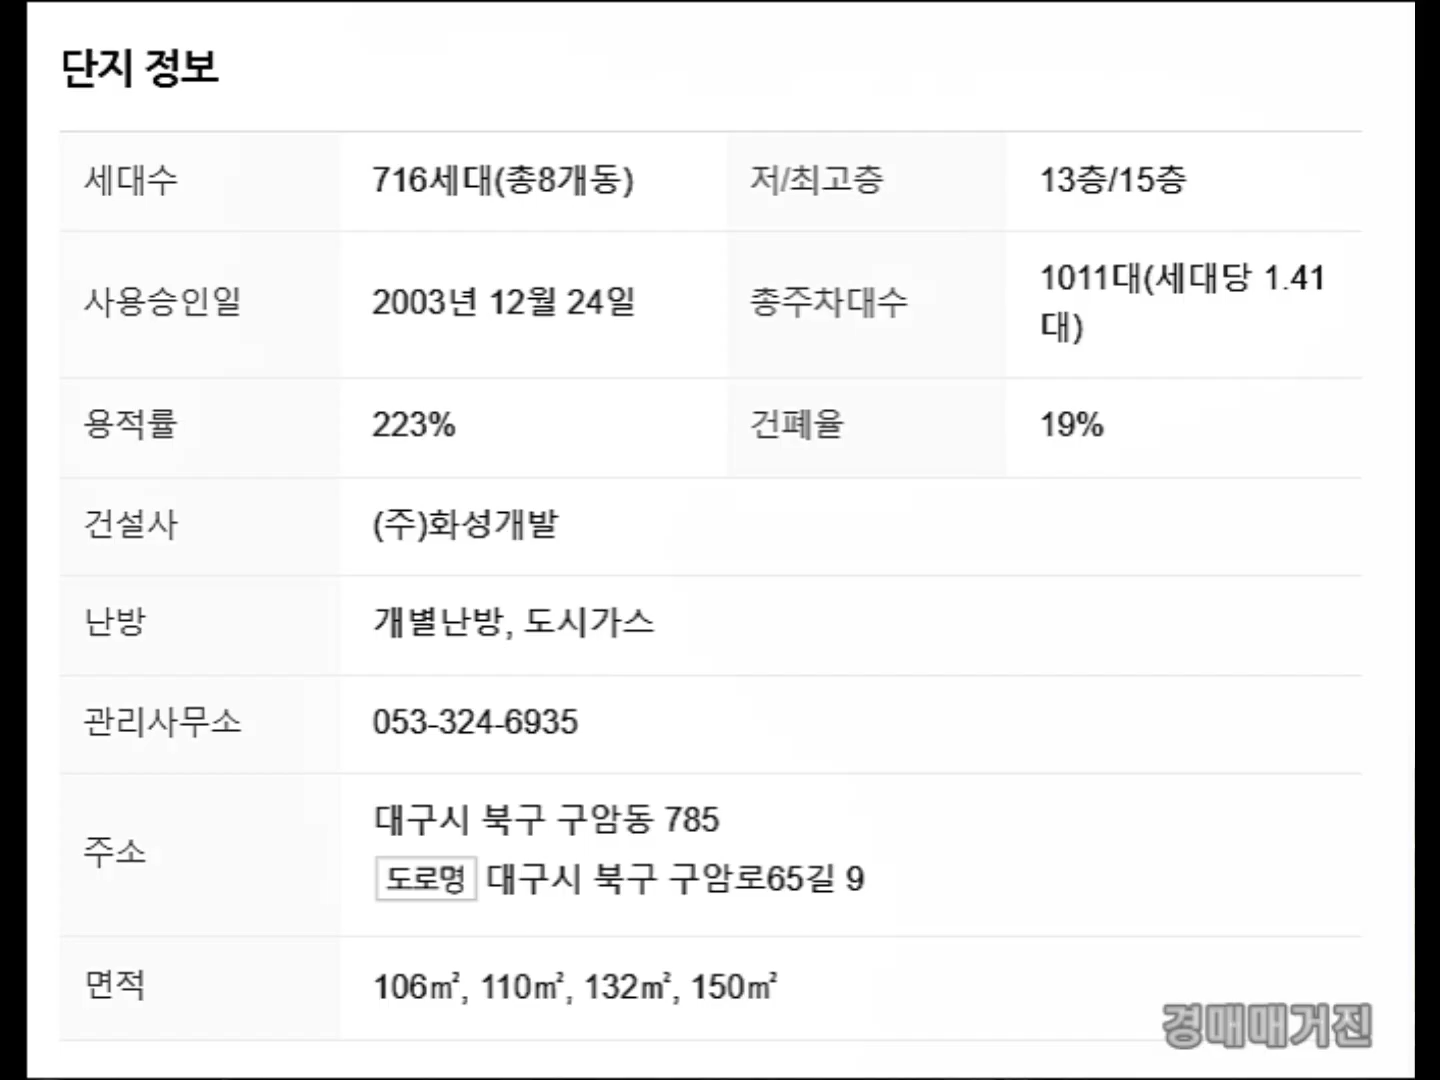 단지 정보
세대수 716세대(총8개동) 저/최고층 13층/15층
사용승인일 2003년 12월 24일 총주차대수 1011대(세대당 1.41
대)
용적률 223% 건폐율 19%
건설사 (주)화성개발
난방 개별난방, 도시가스
관리사무소 053-324-6935
주소 대구시 북구 구암동 785
도로명 대구시 북구 구암로65길 9
면적 106㎡, 110㎡, 132㎡, 150㎡
경매매거진